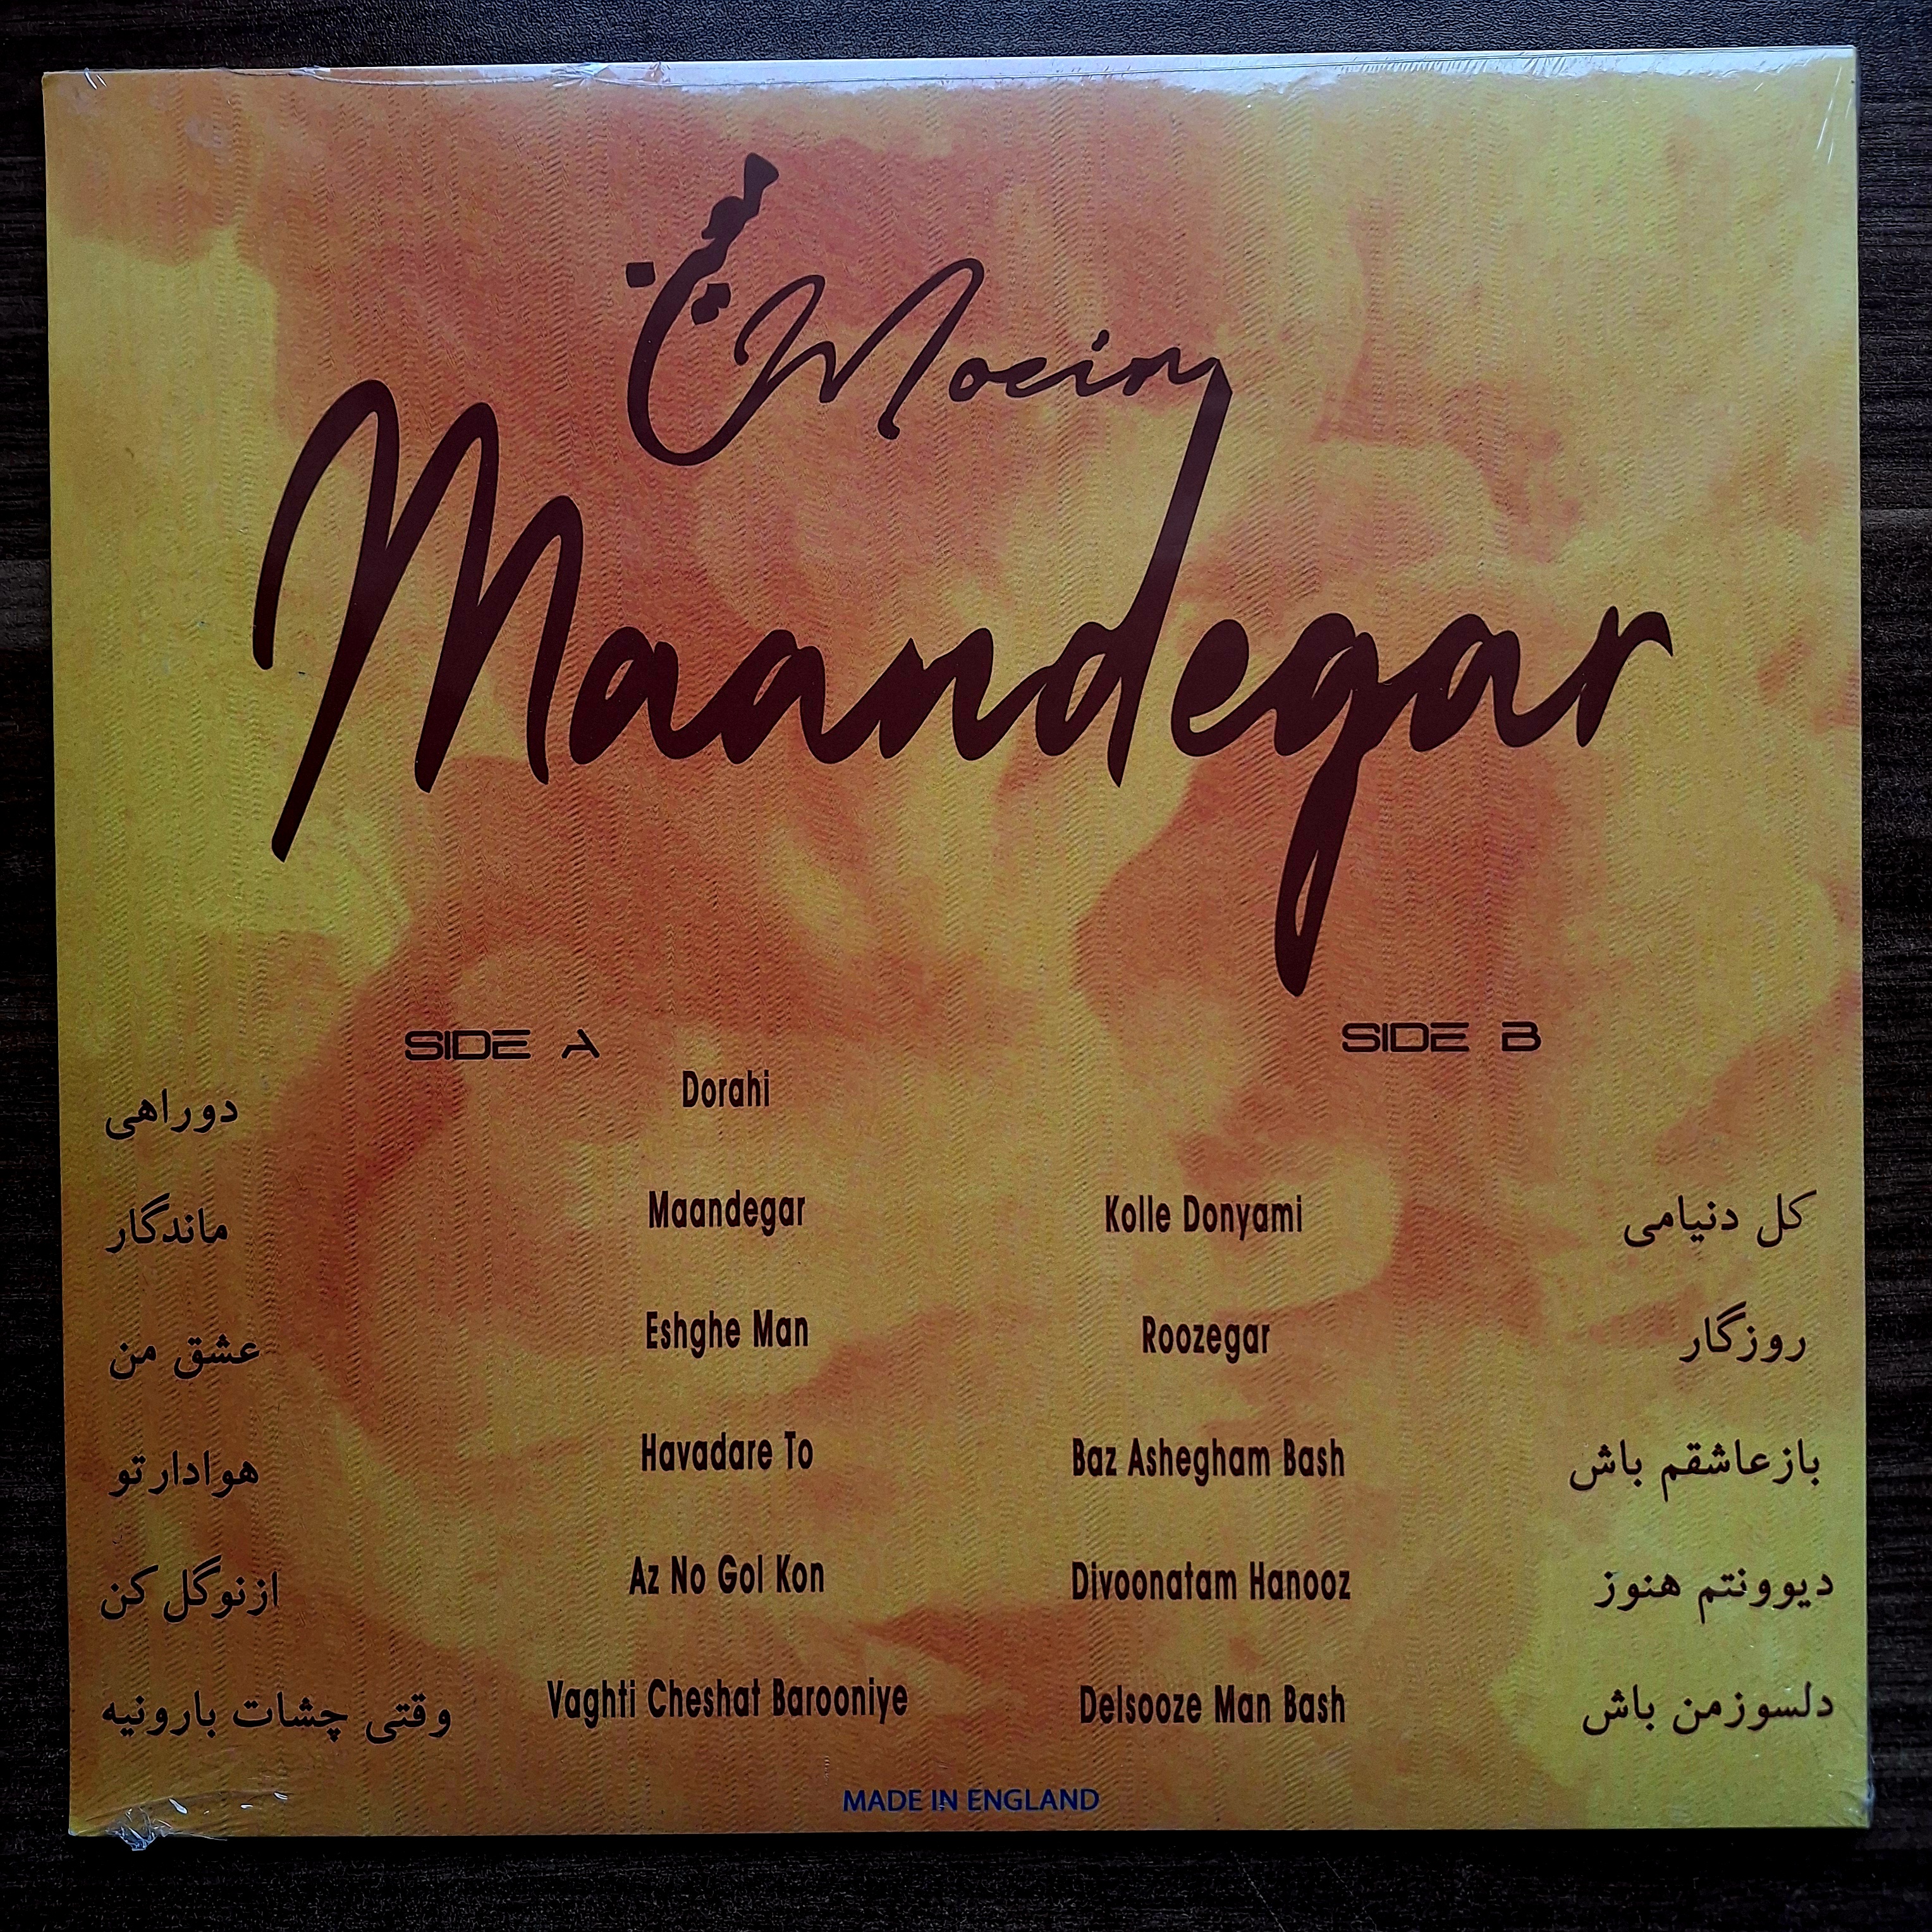 معین
Moein
Maandegar
SIDE A
دوراهی Dorahi
ماندگار Maandegar
عشق من Eshghe Man
هوادارتو Havadare To
ازنوگل کن Az No Gol Kon
وقتی چشات بارونیه Vaghti Cheshat Barooniye
SIDE B
Kolle Donyami کل دنیامی
Roozegar روزگار
Baz Ashegham Bash بازعاشقم باش
Divoonatam Hanooz دیوونتم هنوز
Delsooze Man Bash دلسوزمن باش
MADE IN ENGLAND